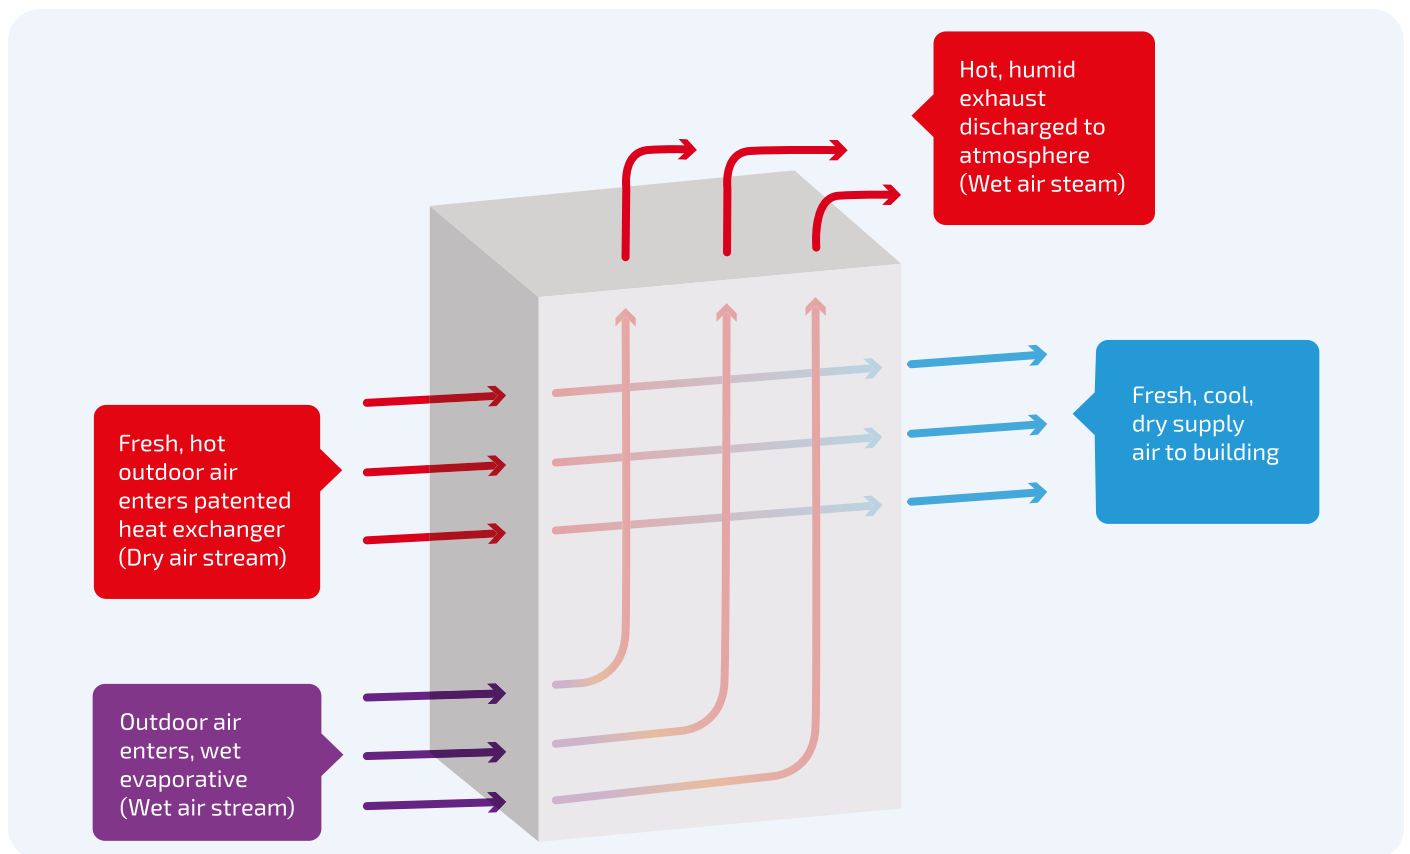 Hot, humid
exhaust
discharged to
atmosphere
(Wet air steam)
Fresh, hot
outdoor air
enters patented
heat exchanger
(Dry air stream)
Fresh, cool,
dry supply
air to building
Outdoor air
enters, wet
evaporative
(Wet air stream)